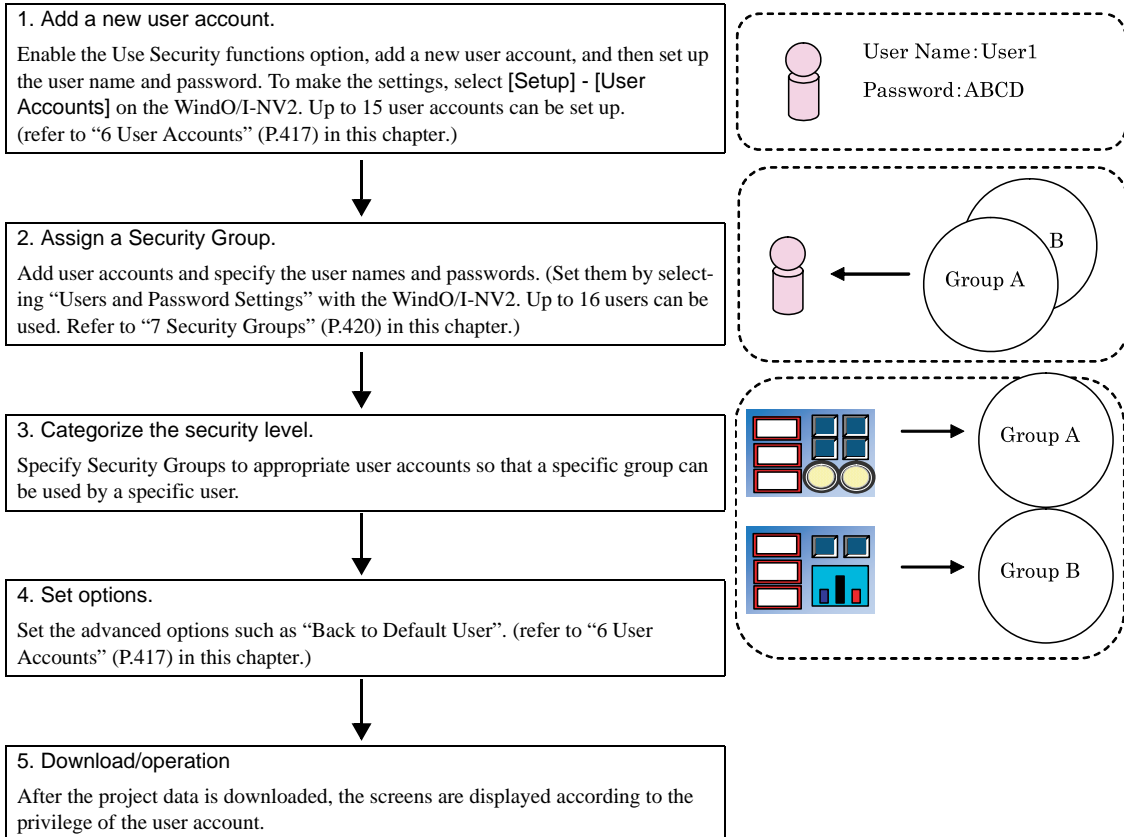 1. Add a new user account.
Enable the Use Security functions option, add a new user account, and then set up
the user name and password. To make the settings, select [Setup] - [User
Accounts] on the WindO/I-NV2. Up to 15 user accounts can be set up.
(refer to “6 User Accounts” (P.417) in this chapter.)
User Name:User1
Password:ABCD
2. Assign a Security Group.
Add user accounts and specify the user names and passwords. (Set them by select-
ing “Users and Password Settings” with the WindO/I-NV2. Up to 16 users can be
used. Refer to “7 Security Groups” (P.420) in this chapter.)
B
Group A
3. Categorize the security level.
Specify Security Groups to appropriate user accounts so that a specific group can
be used by a specific user.
Group A
Group B
4. Set options.
Set the advanced options such as “Back to Default User”. (refer to “6 User
Accounts” (P.417) in this chapter.)
5. Download/operation
After the project data is downloaded, the screens are displayed according to the
privilege of the user account.